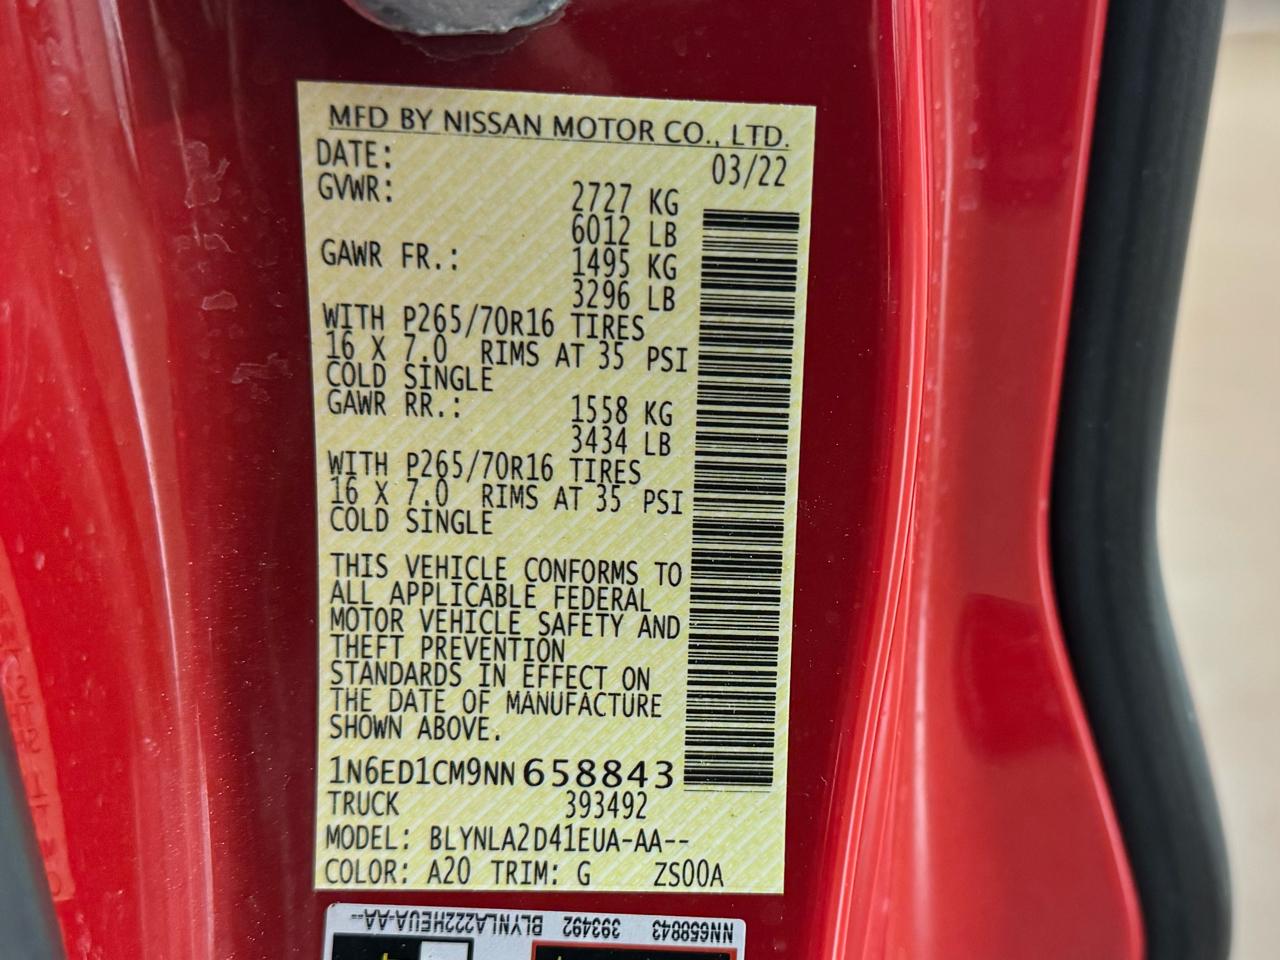 MFD BY NISSAN MOTOR CO., LTD.
DATE: 03/22
GVWR: 2727 KG
6012 LB
GAWR FR.: 1495 KG
3296 LB
WITH P265/70R16 TIRES
16 X 7.0 RIMS AT 35 PSI
COLD SINGLE
GAWR RR.: 1558 KG
3434 LB
WITH P265/70R16 TIRES
16 X 7.0 RIMS AT 35 PSI
COLD SINGLE
THIS VEHICLE CONFORMS TO
ALL APPLICABLE FEDERAL
MOTOR VEHICLE SAFETY AND
THEFT PREVENTION
STANDARDS IN EFFECT ON
THE DATE OF MANUFACTURE
SHOWN ABOVE.
1N6ED1CM9NN658843
TRUCK 393492
MODEL: BLYNLA2D41EUA-AA--
COLOR: A20 TRIM: G ZS00A
NN658843 393492 BLYNLA222HEUA-AA--